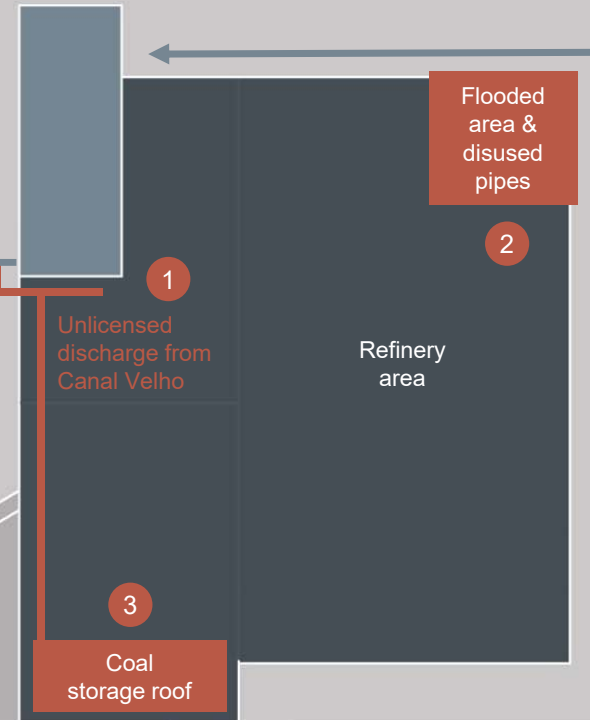 Flooded
area &
disused
pipes
2
1
Unlicensed
discharge from
Canal Velho
Refinery
area
3
Coal
storage roof